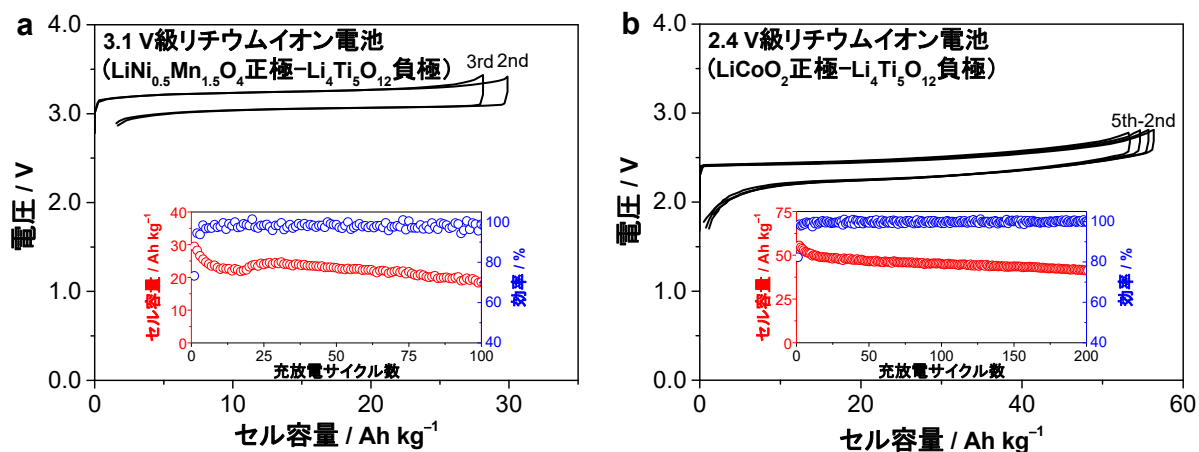 a
3.1 V級リチウムイオン電池
(LiNi0.5Mn1.5O4正極−Li4Ti5O12負極)
3rd 2nd
電圧 / V
4.0
3.0
2.0
1.0
0.0
0
10
20
30
セル容量 / Ah kg−1
セル容量 / Ah kg−1
40
30
20
10
0
効率 / %
100
80
60
40
0
25
50
75
100
充放電サイクル数
b
2.4 V級リチウムイオン電池
(LiCoO2正極−Li4Ti5O12負極)
5th-2nd
電圧 / V
4.0
3.0
2.0
1.0
0.0
0
20
40
60
セル容量 / Ah kg−1
セル容量 / Ah kg−1
75
50
25
0
効率 / %
100
80
60
40
0
50
100
150
200
充放電サイクル数